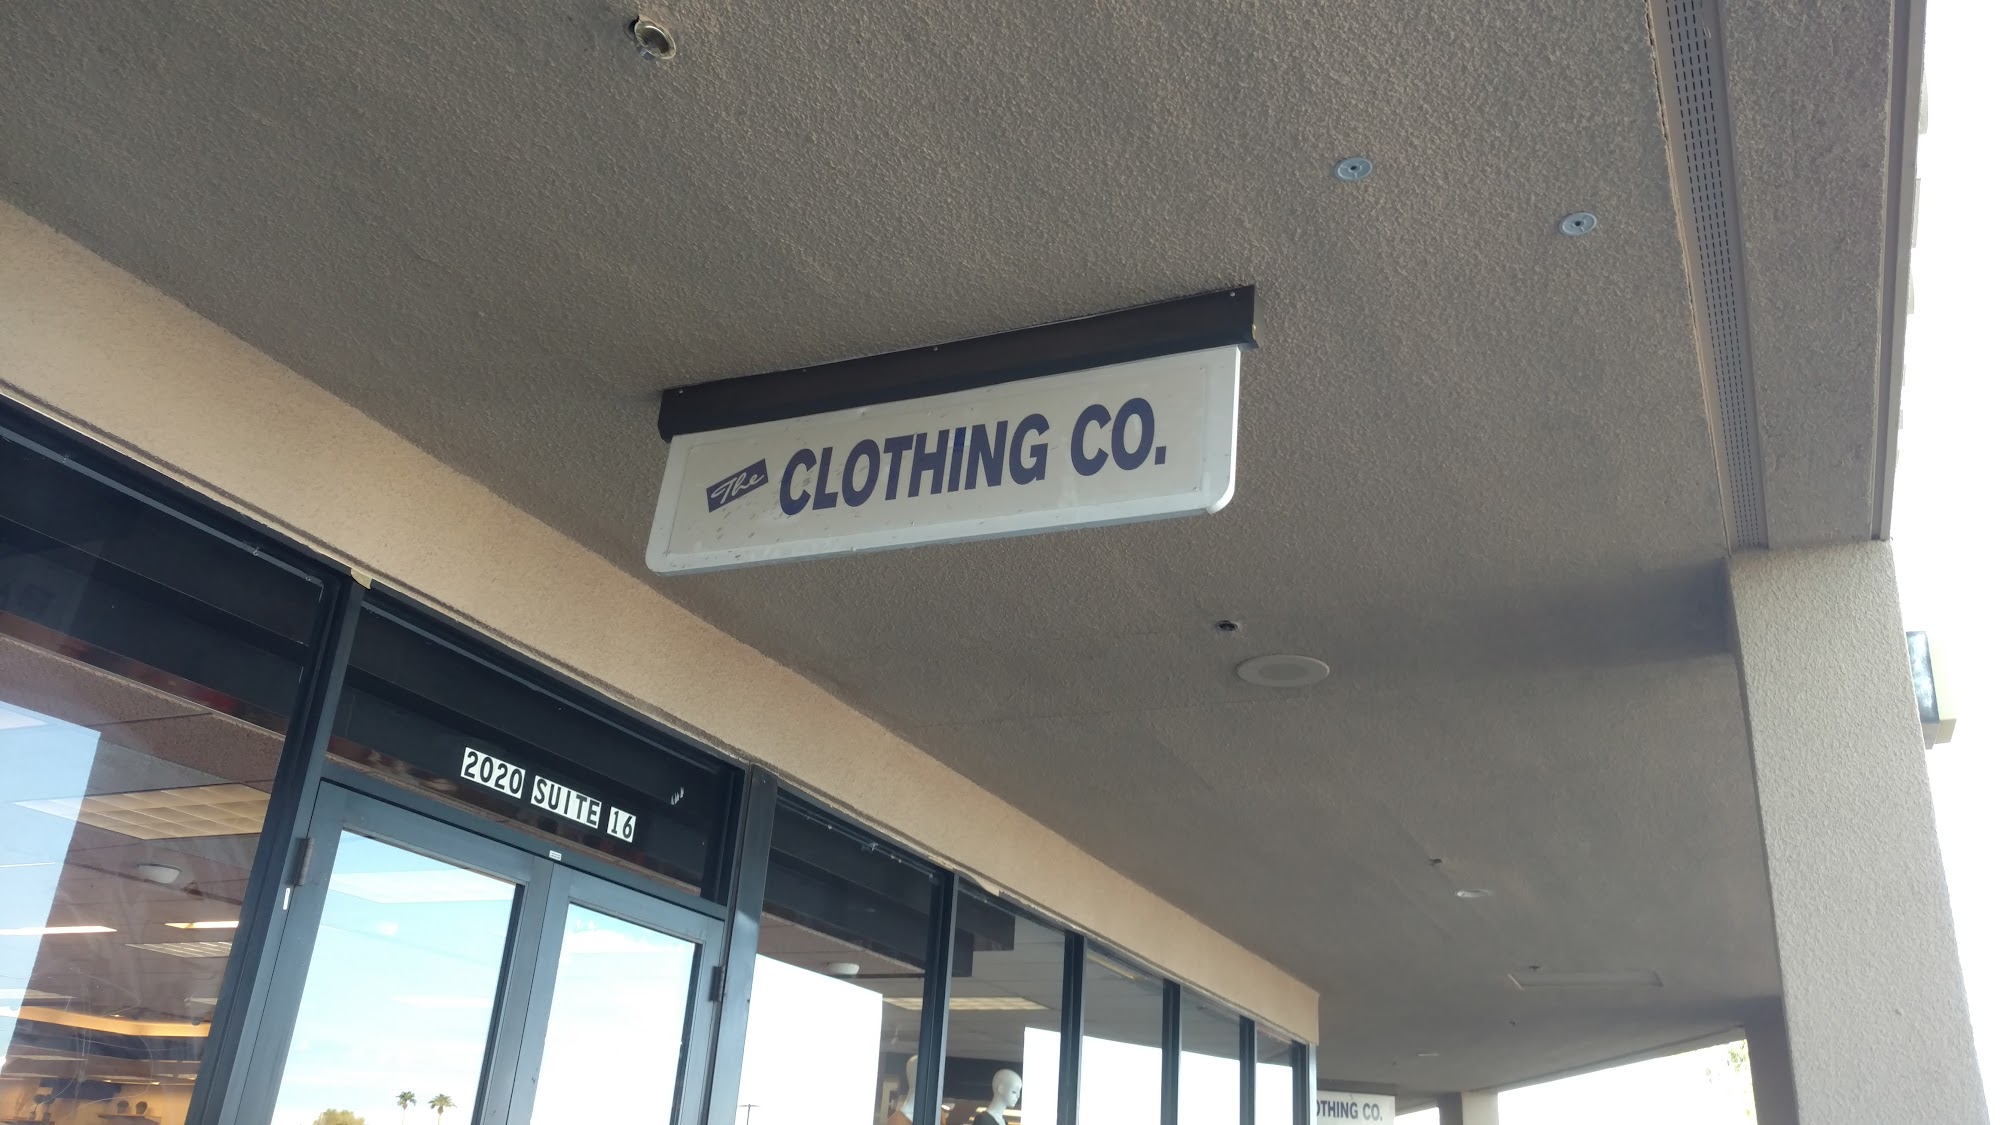 The CLOTHING CO.
2020 SUITE 16
OTHING CO.